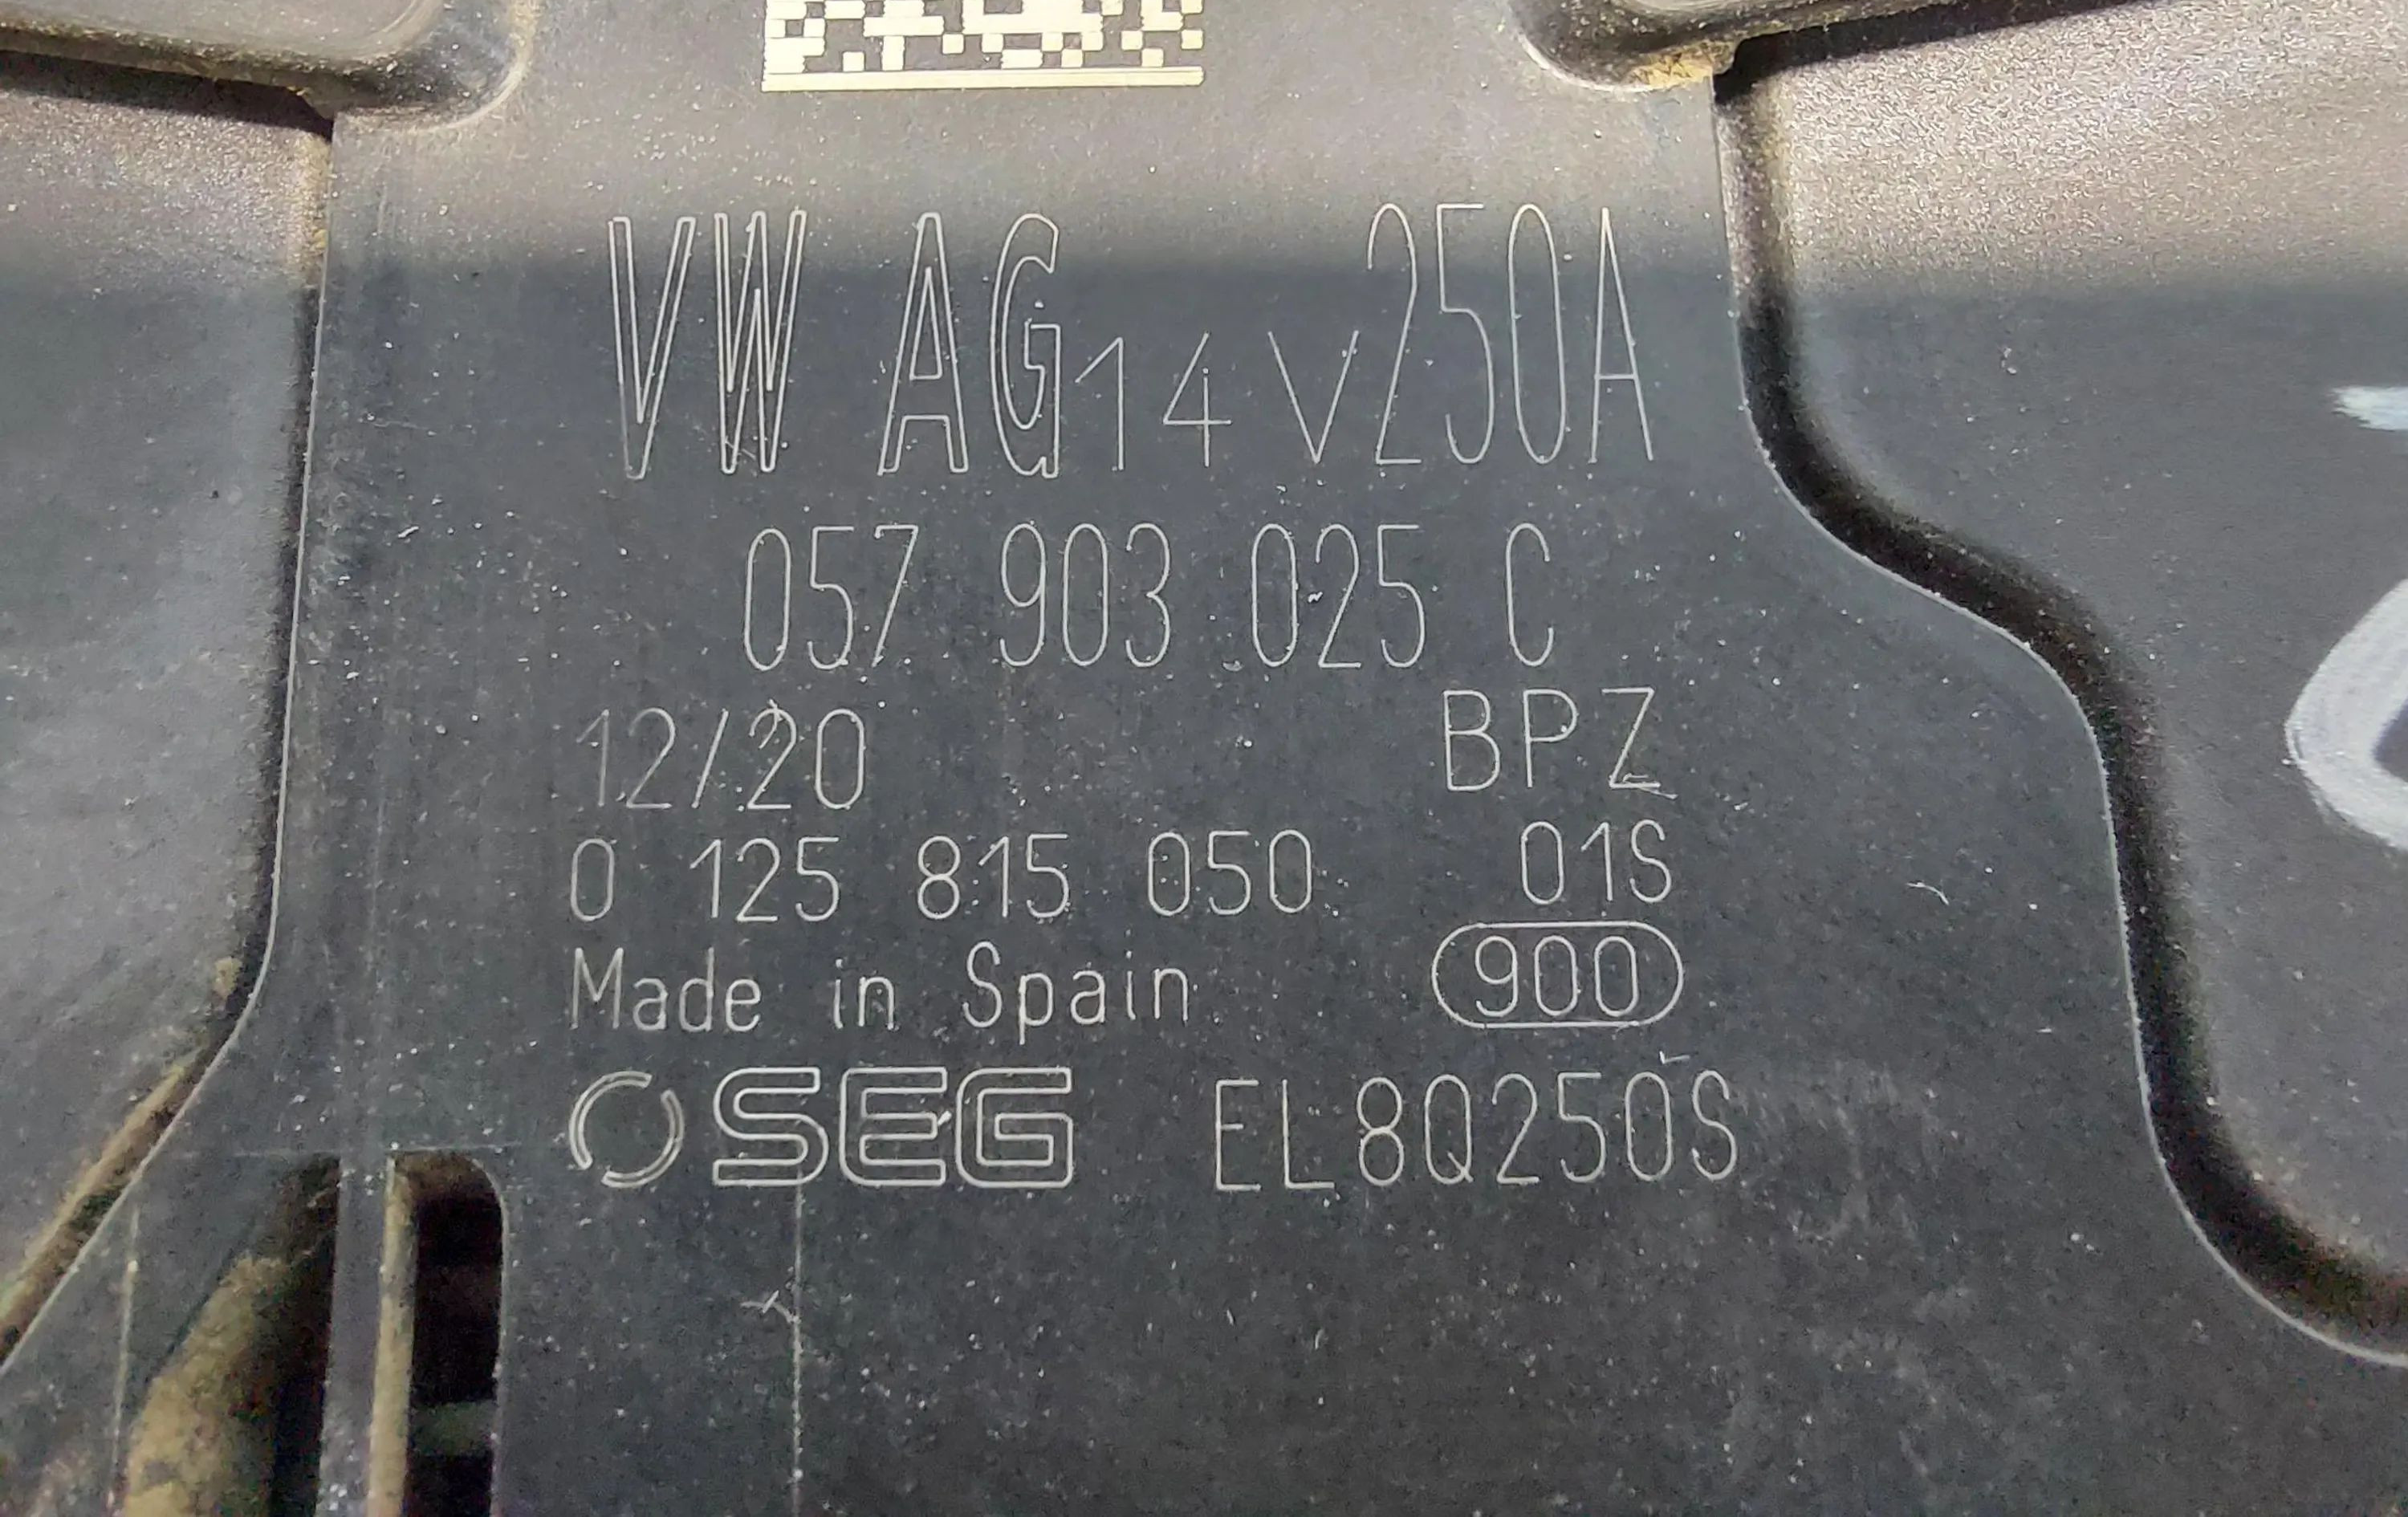 VW AG 14 V 250A
057 903 025 C
12/20 BPZ
0 125 815 050 01S
Made in Spain 900
SEG EL8Q250S